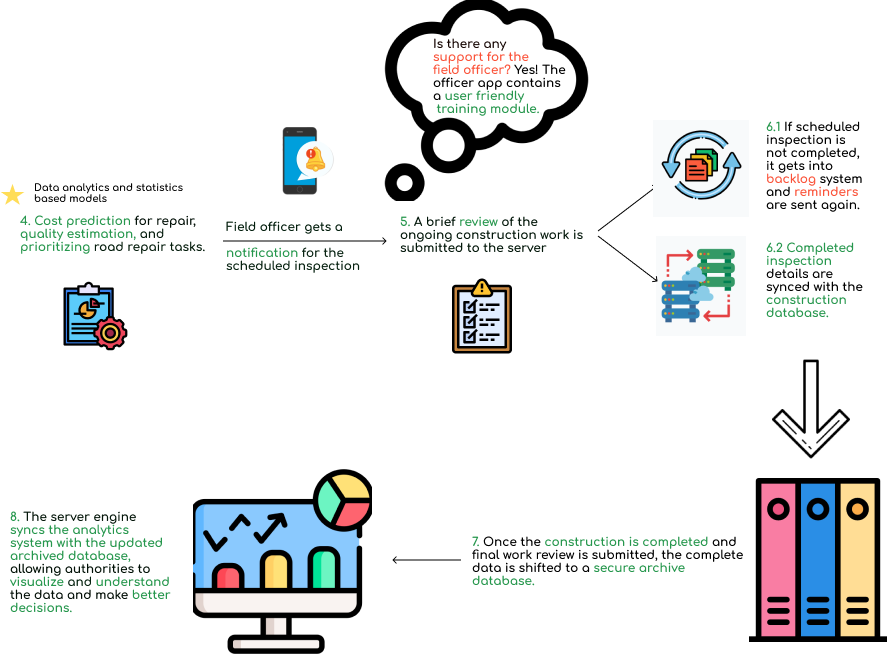 Is there any
support for the
field officer? Yes! The
officer app contains
a user friendly
training module.
Data analytics and statistics
based models
4. Cost prediction for repair,
quality estimation, and
prioritizing road repair tasks.
Field officer gets a
notification for the
scheduled inspection
5. A brief review of the
ongoing construction work is
submitted to the server
6.1 If scheduled
inspection is
not completed,
it gets into
backlog system
and reminders
are sent again.
6.2 Completed
inspection
details are
synced with the
construction
database.
7. Once the construction is completed and
final work review is submitted, the complete
data is shifted to a secure archive
database.
8. The server engine
syncs the analytics
system with the updated
archived database,
allowing authorities to
visualize and understand
the data and make better
decisions.